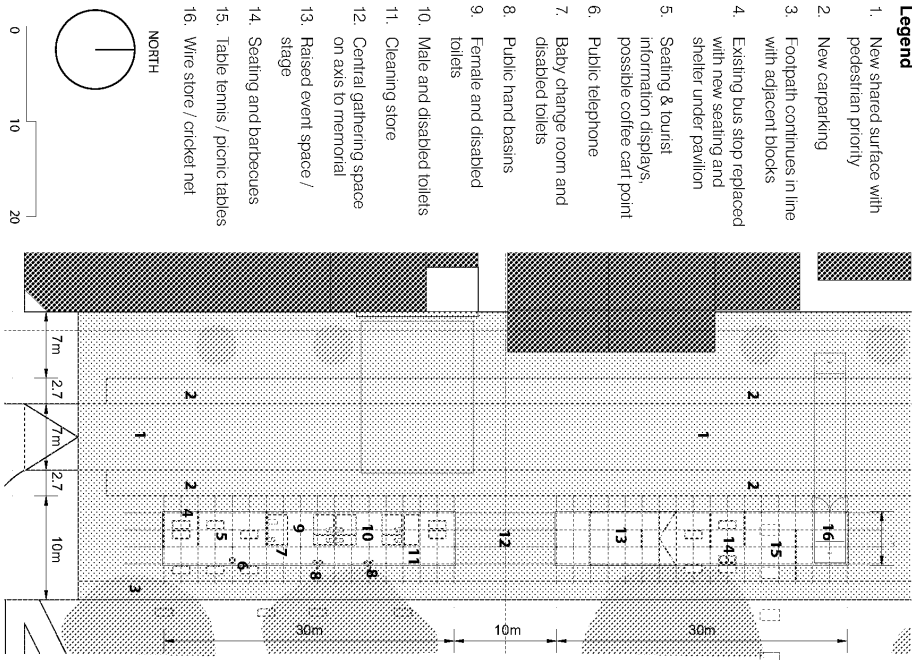 Legend
1. New shared surface with
pedestrian priority
2. New carparking
3. Footpath continues in line
with adjacent blocks
4. Existing bus stop replaced
with new seating and
shelter under pavilion
5. Seating & tourist
information displays,
possible coffee cart point
6. Public telephone
7. Baby change room and
disabled toilets
8. Public hand basins
9. Female and disabled
toilets
10. Male and disabled toilets
11. Cleaning store
12. Central gathering space
on axis to memorial
13. Raised event space /
stage
14. Seating and barbecues
15. Table tennis / picnic tables
16. Wire store / cricket net
NORTH
0 10 20
7m
2.7
7m
2.7
10m
2
2
1
1
2
2
4
5
9
10
7
11
6
8
8
12
13
14
15
16
3
30m
10m
30m